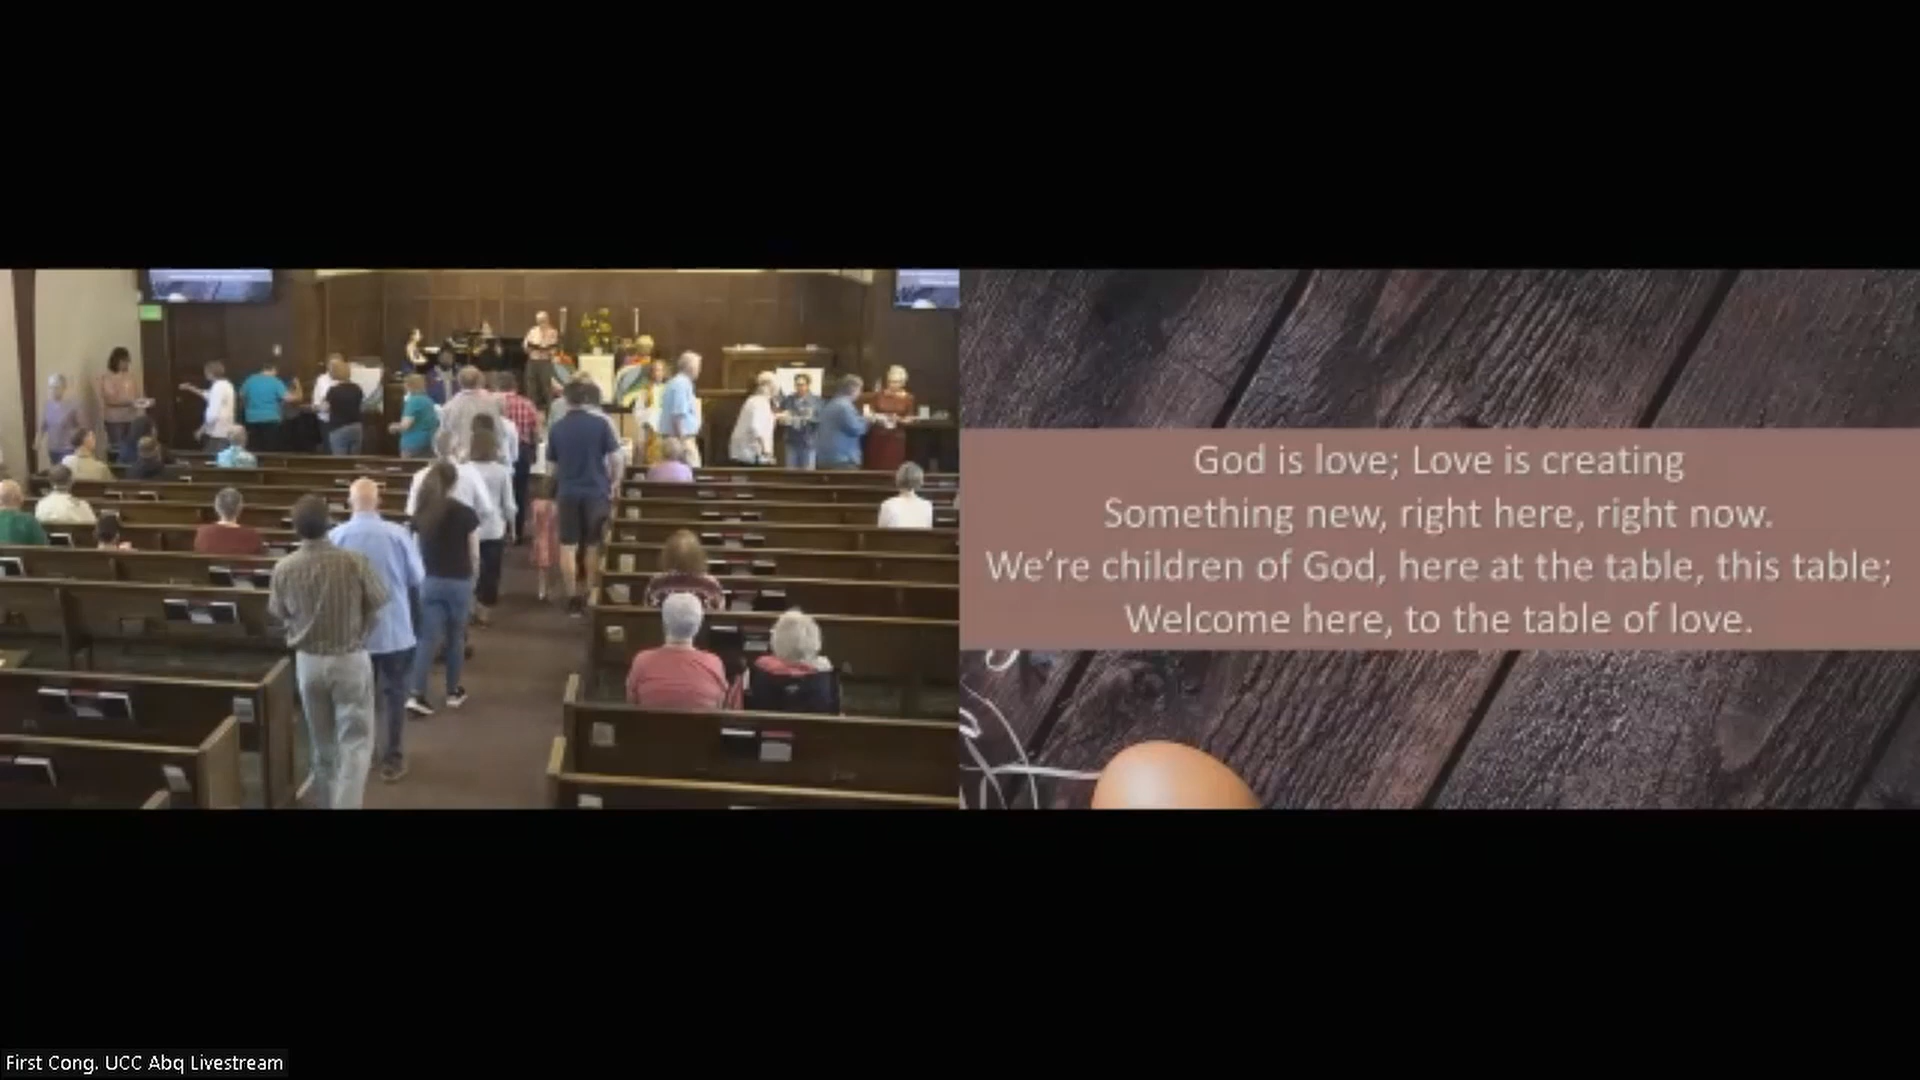 God is love; Love is creating
Something new, right here, right now.
We're children of God, here at the table, this table;
Welcome here, to the table of love.
First Cong. UCC Abq Livestream